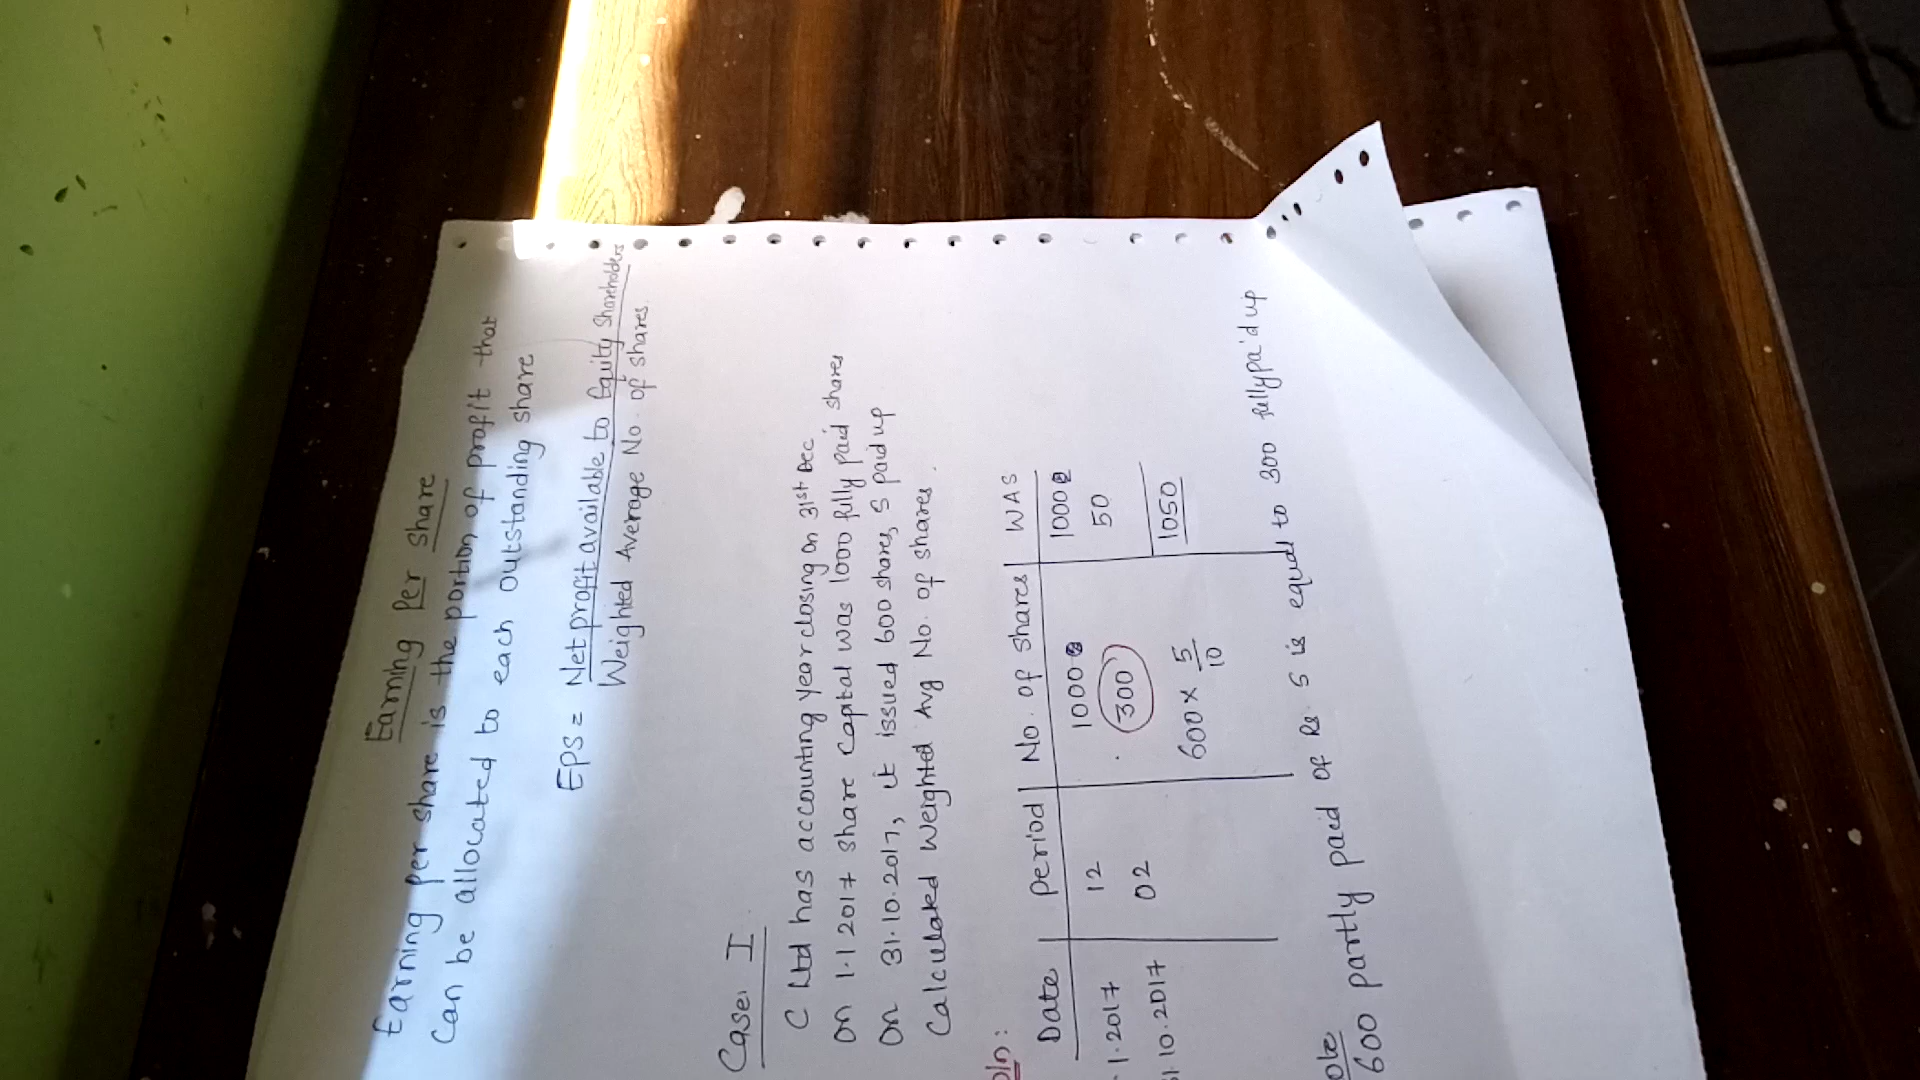 Earning Per Share
Earning per share is the portion of profit that
can be allocated to each outstanding share
EPS = Net profit available to Equity Shareholders
Weighted Average No. of shares.
Case: I
C Ltd has accounting year closing on 31st Dec
On 1.1 2017 share capital was 1000 fully paid shares
On 31.10.2017, it issued 600 shares, 5 paid up
Calculated Weighted Avg No. of shares.
oln:
Date Period No. of shares WAS
.1.2017 12 1000 1000
31.10.2017 02 300 50
600 x 5/10 1050
ote
600 partly paid of Rs. 5 is equal to 300 fully pa'd up